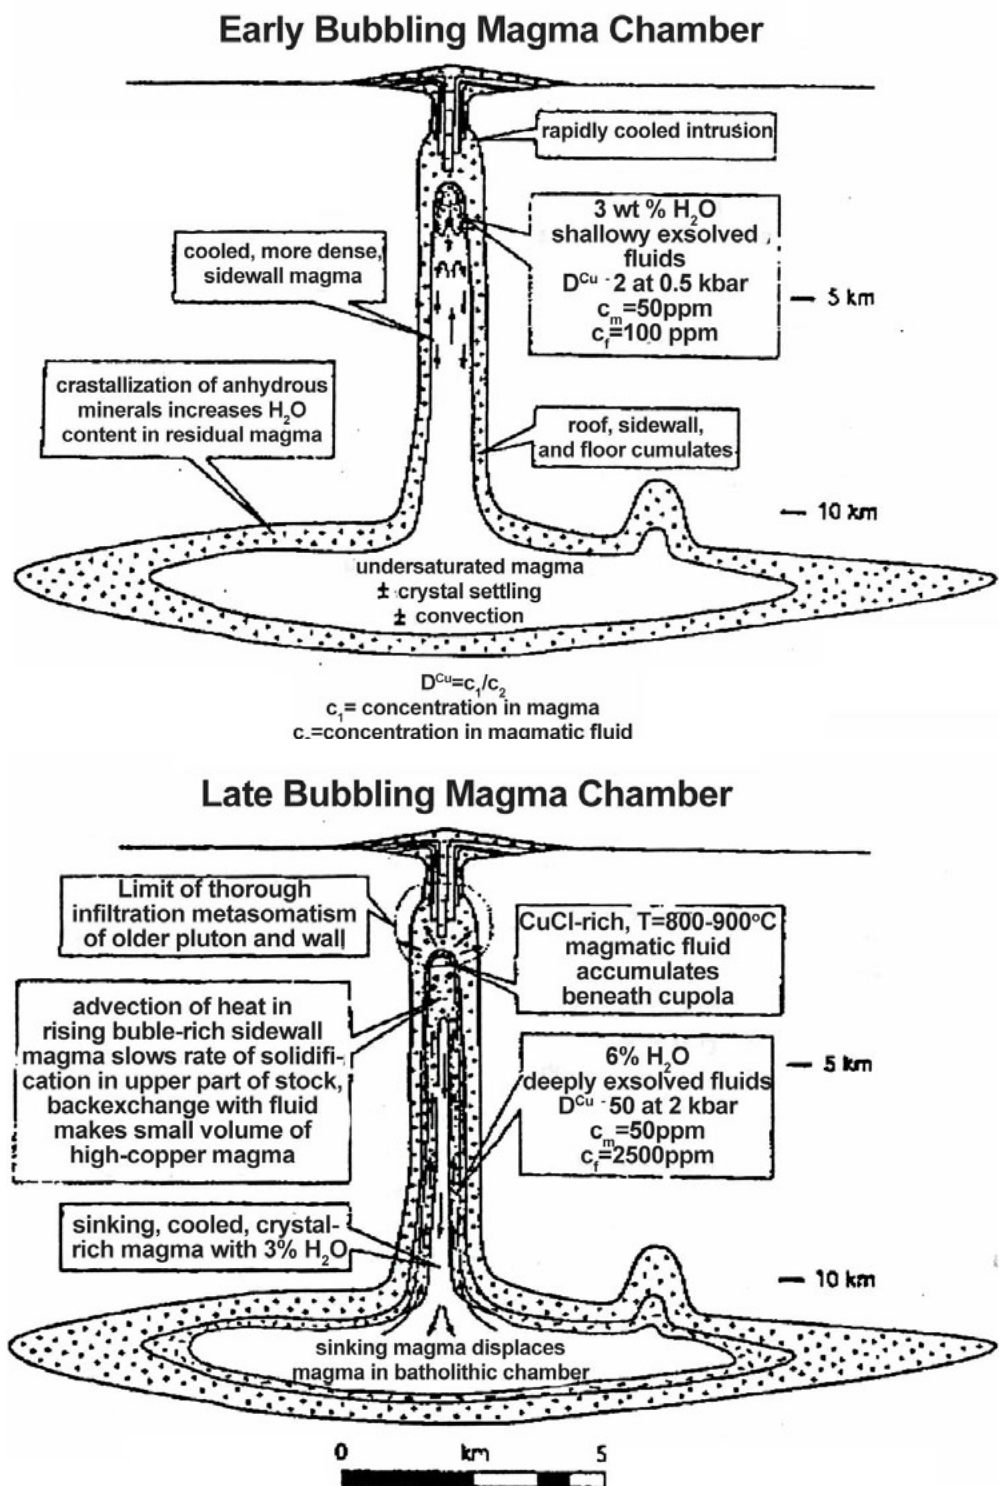 Early Bubbling Magma Chamber
rapidly cooled intrusion
3 wt % H₂O
shallowy exsolved
fluids
Dᶜᵘ - 2 at 0.5 kbar
cₘ=50ppm
c_f=100 ppm
cooled, more dense,
sidewall magma
5 km
crastallization of anhydrous
minerals increases H₂O
content in residual magma
roof, sidewall,
and floor cumulates
10 km
undersaturated magma
± crystal settling
± convection
Dᶜᵘ=c₁/c₂
c₁= concentration in magma
c₂=concentration in magmatic fluid
Late Bubbling Magma Chamber
Limit of thorough
infiltration metasomatism
of older pluton and wall
CuCl-rich, T=800-900°C
magmatic fluid
accumulates
beneath cupola
advection of heat in
rising buble-rich sidewall
magma slows rate of solidifi-
cation in upper part of stock,
backexchange with fluid
makes small volume of
high-copper magma
6% H₂O
deeply exsolved fluids
Dᶜᵘ - 50 at 2 kbar
cₘ=50ppm
c_f=2500ppm
5 km
sinking, cooled, crystal-
rich magma with 3% H₂O
10 km
sinking magma displaces
magma in batholithic chamber
0 km 5